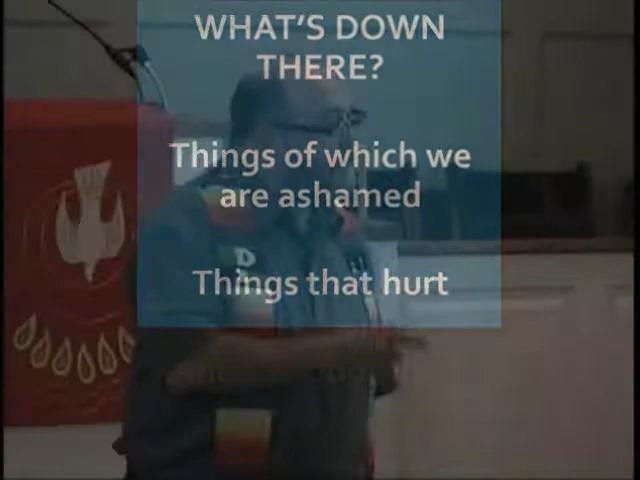 WHAT'S DOWN
THERE?
Things of which we
are ashamed
Things that hurt